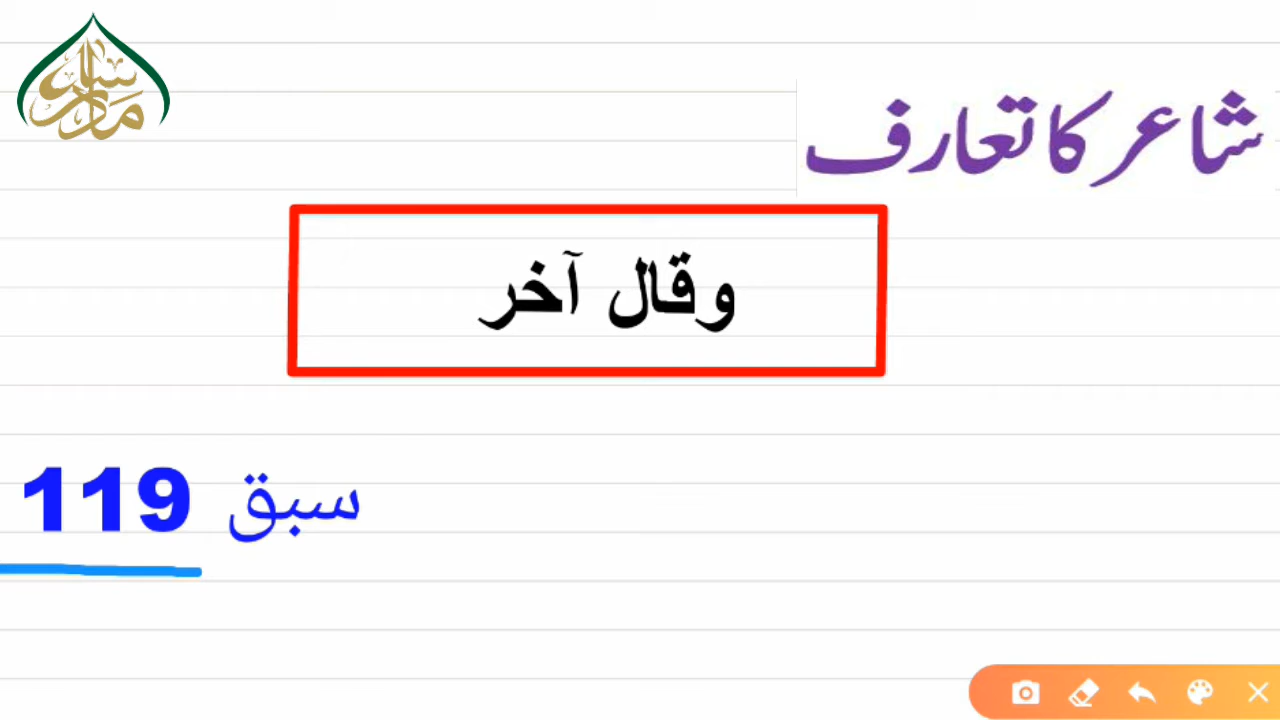 شاعر کا تعارف
وقال آخر
سبق 119